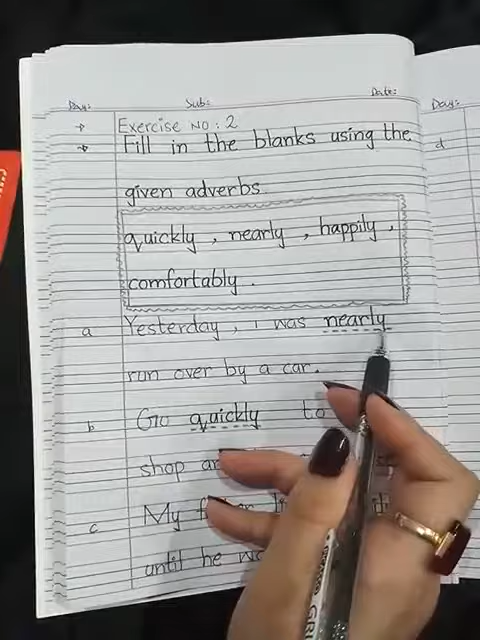 Day: Sub: Date: Day:
Exercise NO : 2
Fill in the blanks using the
given adverbs.
quickly , nearly , happily ,
comfortably .
a Yesterday , i was nearly
run over by a car.
b Go quickly to
shop
c My
until he
d